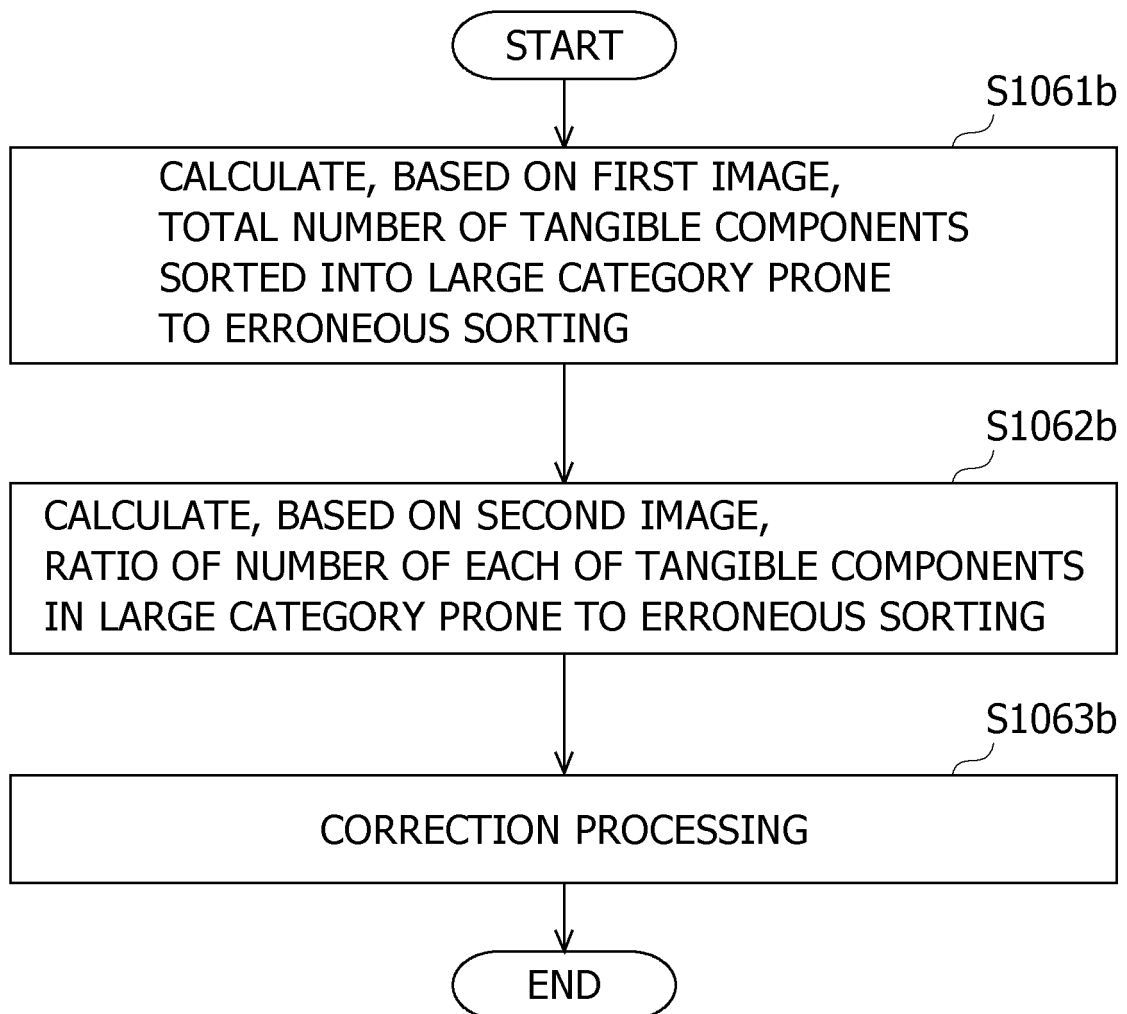 START
S1061b
CALCULATE, BASED ON FIRST IMAGE,
TOTAL NUMBER OF TANGIBLE COMPONENTS
SORTED INTO LARGE CATEGORY PRONE
TO ERRONEOUS SORTING
S1062b
CALCULATE, BASED ON SECOND IMAGE,
RATIO OF NUMBER OF EACH OF TANGIBLE COMPONENTS
IN LARGE CATEGORY PRONE TO ERRONEOUS SORTING
S1063b
CORRECTION PROCESSING
END